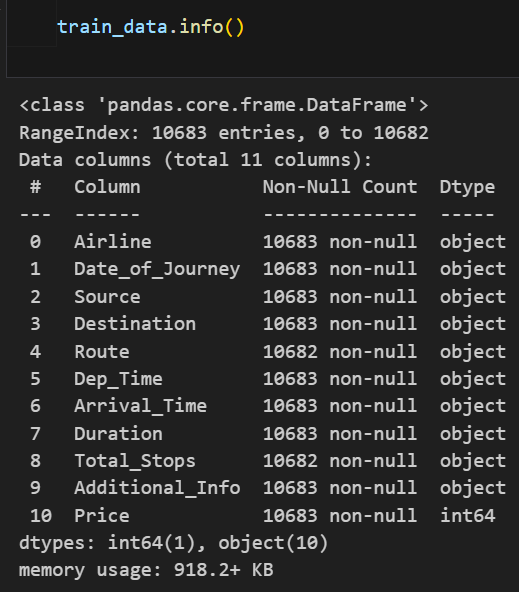 train_data.info()
<class 'pandas.core.frame.DataFrame'>
RangeIndex: 10683 entries, 0 to 10682
Data columns (total 11 columns):
 #   Column           Non-Null Count  Dtype
---  ------           --------------  -----
 0   Airline          10683 non-null  object
 1   Date_of_Journey  10683 non-null  object
 2   Source           10683 non-null  object
 3   Destination      10683 non-null  object
 4   Route            10682 non-null  object
 5   Dep_Time         10683 non-null  object
 6   Arrival_Time     10683 non-null  object
 7   Duration         10683 non-null  object
 8   Total_Stops      10682 non-null  object
 9   Additional_Info  10683 non-null  object
 10  Price            10683 non-null  int64
dtypes: int64(1), object(10)
memory usage: 918.2+ KB